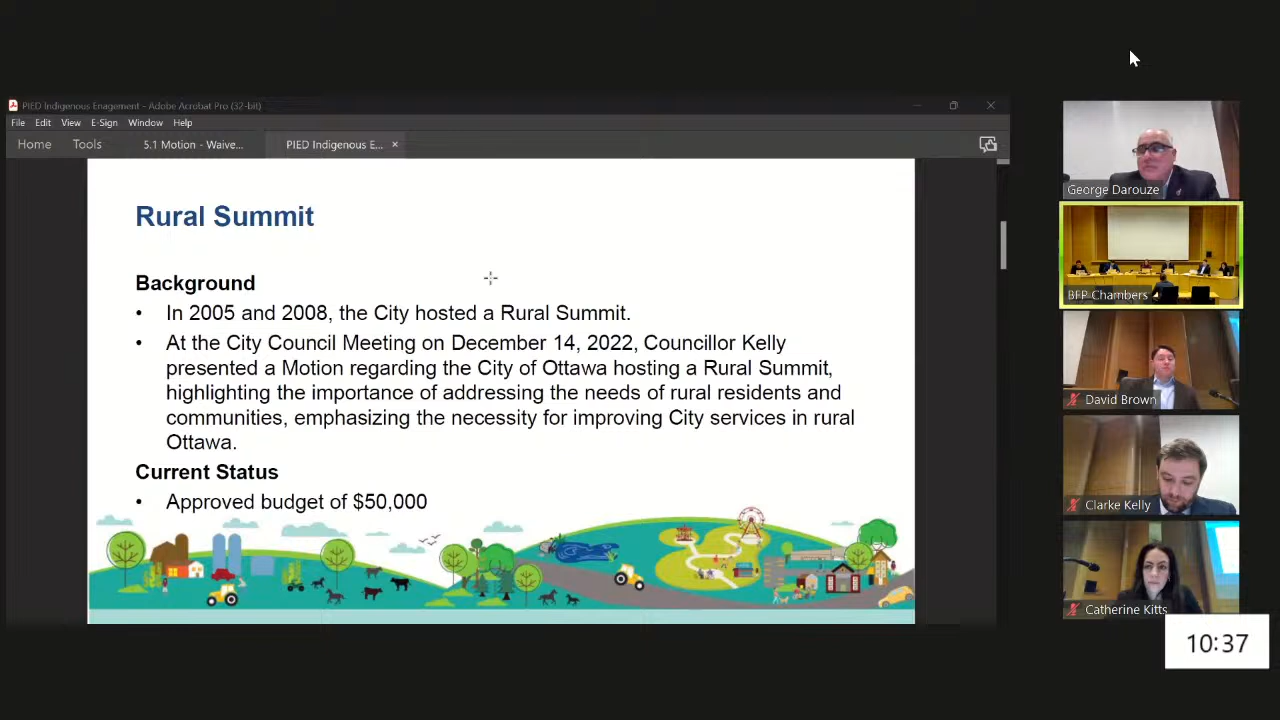 PIED Indigenous Enagement - Adobe Acrobat Pro (32-bit)
File Edit View E-Sign Window Help
Home Tools 5.1 Motion - Waive... PIED Indigenous E...
Rural Summit
Background
• In 2005 and 2008, the City hosted a Rural Summit.
• At the City Council Meeting on December 14, 2022, Councillor Kelly
presented a Motion regarding the City of Ottawa hosting a Rural Summit,
highlighting the importance of addressing the needs of rural residents and
communities, emphasizing the necessity for improving City services in rural
Ottawa.
Current Status
• Approved budget of $50,000
George Darouze
BFP Chambers
David Brown
Clarke Kelly
Catherine Kitts
10:37